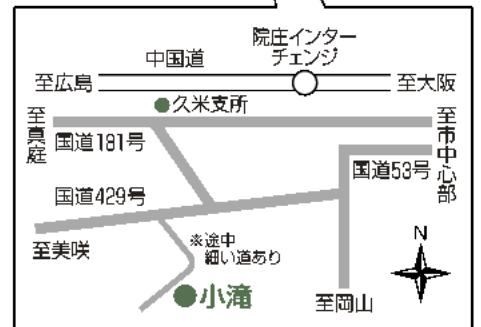 院庄インター
チェンジ
中国道
至広島
至大阪
●久米支所
至真庭
国道181号
至市中心部
国道53号
国道429号
至美咲
※途中
細い道あり
N
●小滝
至岡山